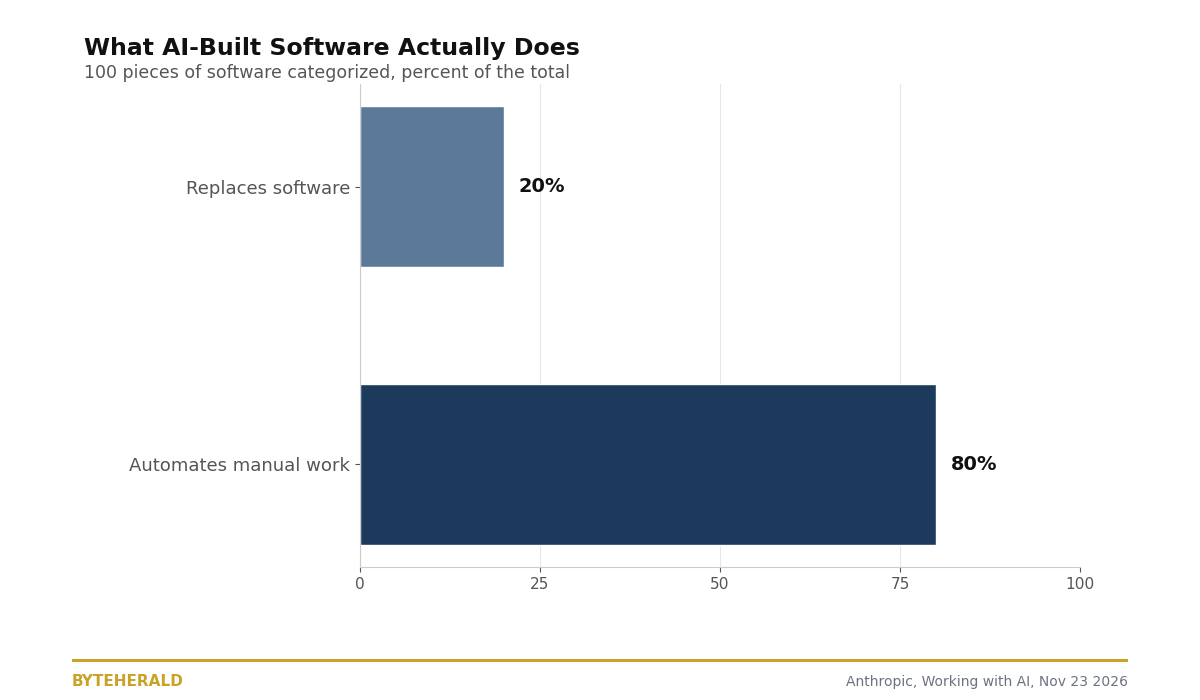 What AI-Built Software Actually Does
100 pieces of software categorized, percent of the total
Replaces software
20%
Automates manual work
80%
0 25 50 75 100
BYTEHERALD
Anthropic, Working with AI, Nov 23 2026